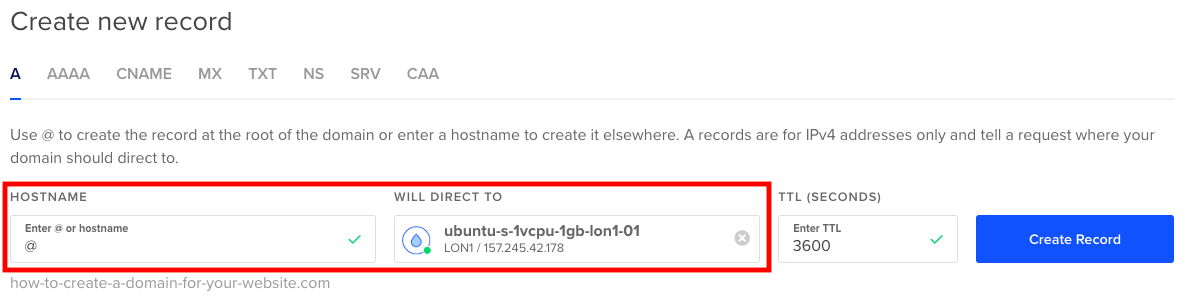 Create new record
A AAAA CNAME MX TXT NS SRV CAA
Use @ to create the record at the root of the domain or enter a hostname to create it elsewhere. A records are for IPv4 addresses only and tell a request where your
domain should direct to.
HOSTNAME WILL DIRECT TO TTL (SECONDS)
Enter @ or hostname
@
ubuntu-s-1vcpu-1gb-lon1-01
LON1 / 157.245.42.178
Enter TTL
3600
Create Record
how-to-create-a-domain-for-your-website.com